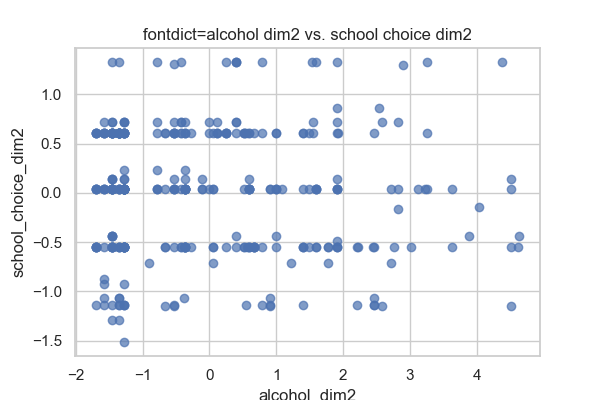 fontdict=alcohol dim2 vs. school choice dim2
school_choice_dim2
1.0
0.5
0.0
−0.5
−1.0
−1.5
−2 −1 0 1 2 3 4
alcohol_dim2